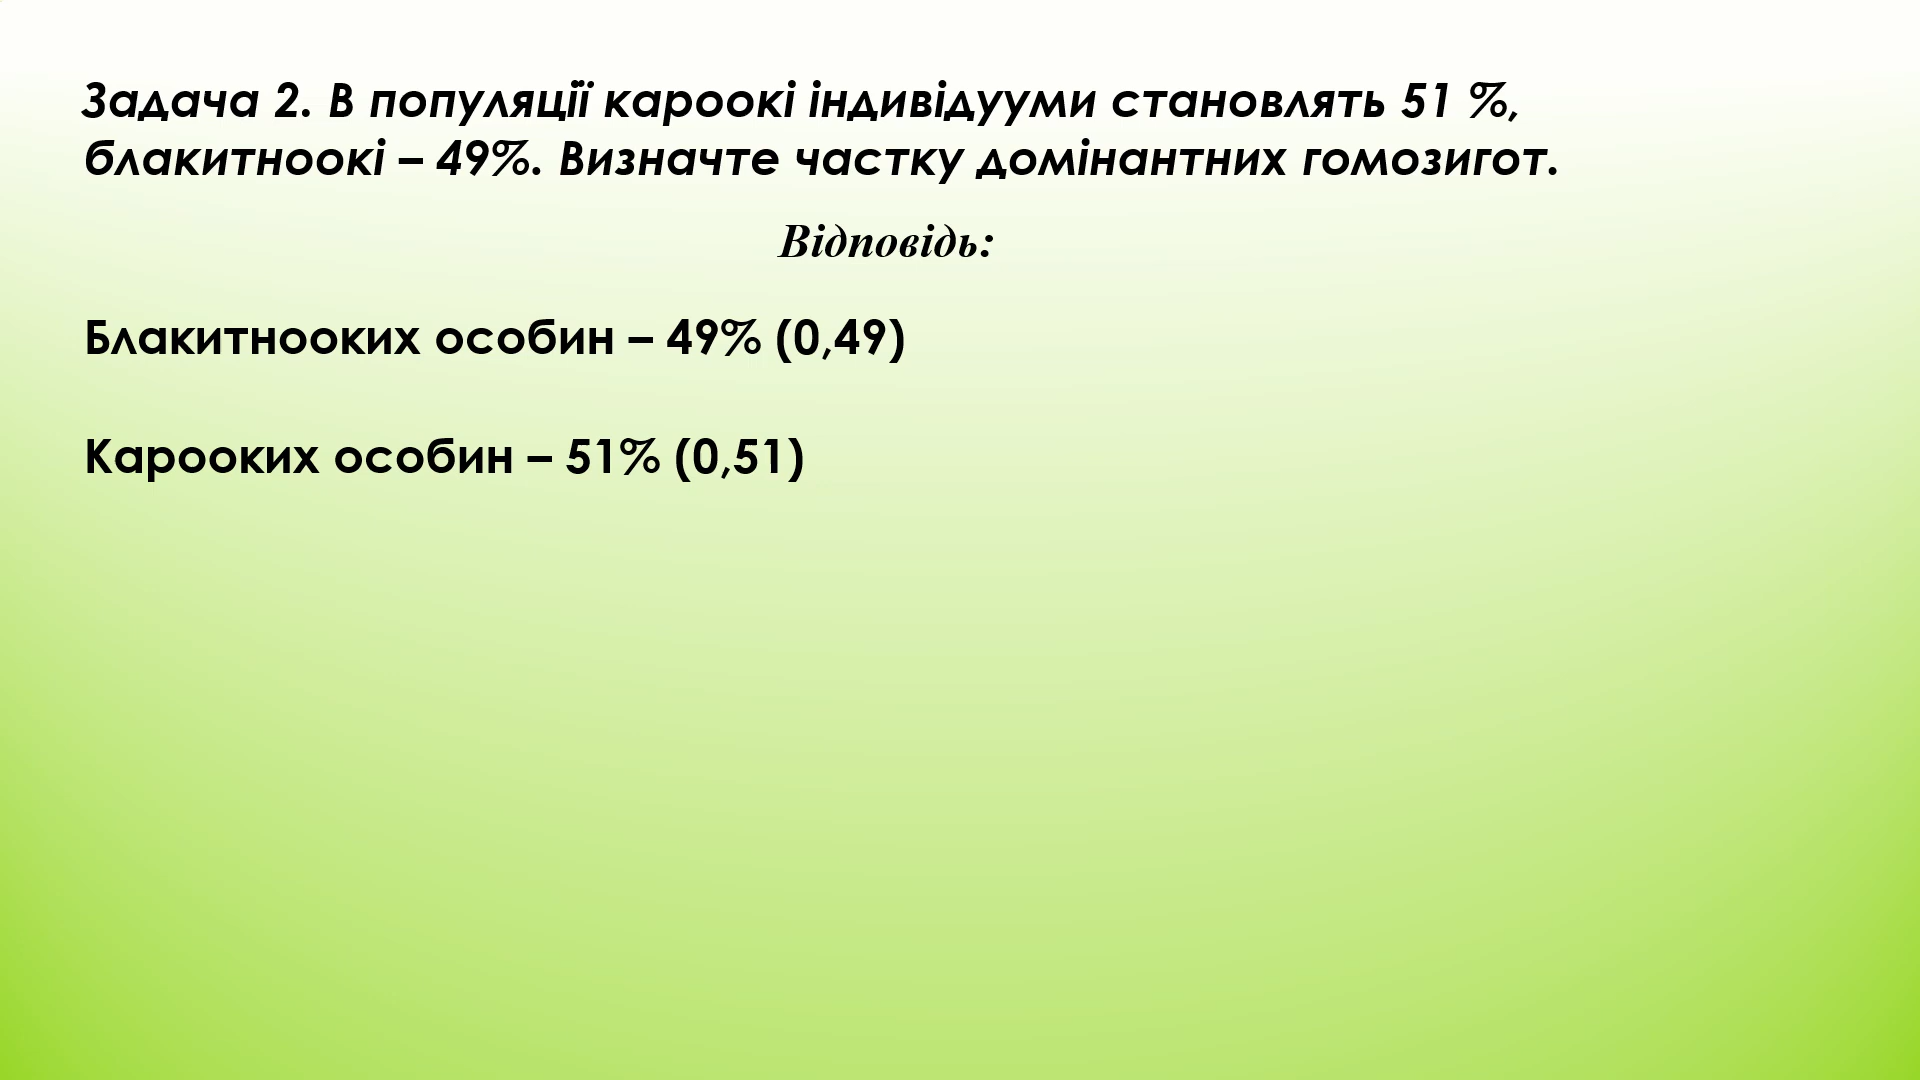 Задача 2. В популяції кароокі індивідууми становлять 51 %,
блакитноокі – 49%. Визначте частку домінантних гомозигот.
Відповідь:
Блакитнооких особин – 49% (0,49)
Карооких особин – 51% (0,51)